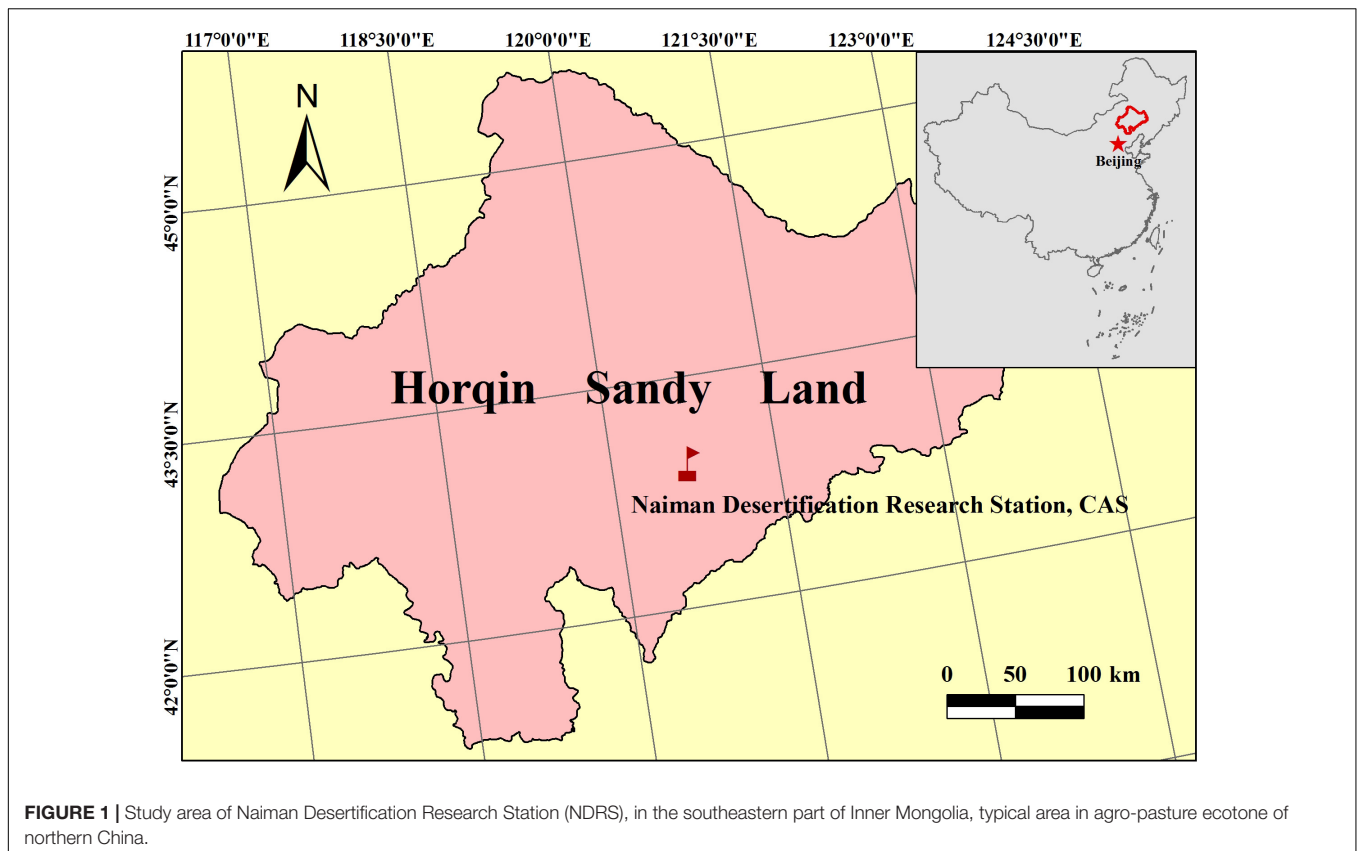 117°0'0"E 118°30'0"E 120°0'0"E 121°30'0"E 123°0'0"E 124°30'0"E
N
45°0'0"N
Beijing
Horqin Sandy Land
43°30'0"N
Naiman Desertification Research Station, CAS
42°0'0"N
0 50 100 km
FIGURE 1 | Study area of Naiman Desertification Research Station (NDRS), in the southeastern part of Inner Mongolia, typical area in agro-pasture ecotone of
northern China.